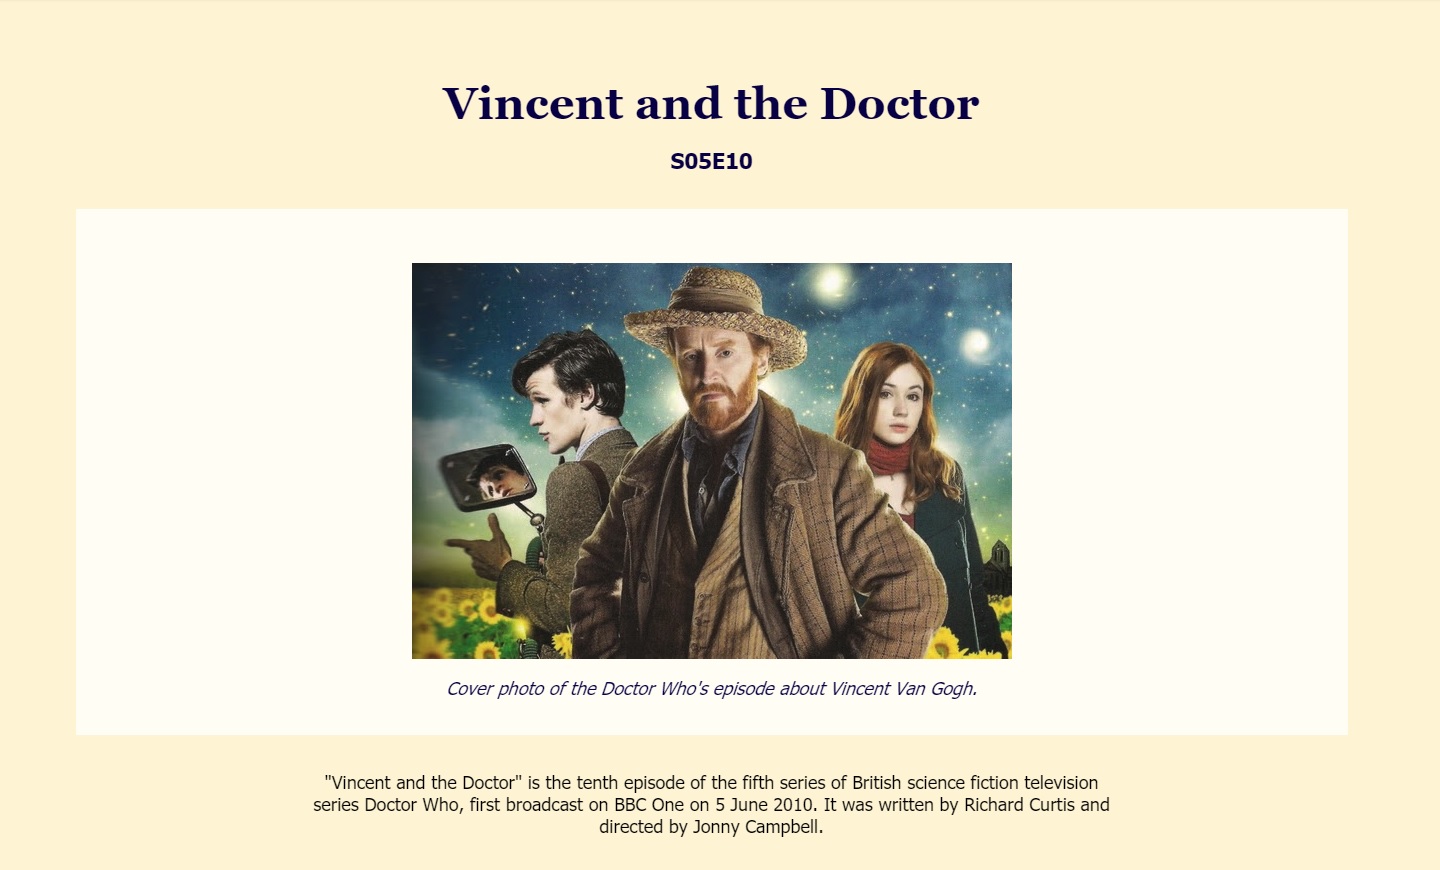 Vincent and the Doctor
S05E10
Cover photo of the Doctor Who's episode about Vincent Van Gogh.
"Vincent and the Doctor" is the tenth episode of the fifth series of British science fiction television
series Doctor Who, first broadcast on BBC One on 5 June 2010. It was written by Richard Curtis and
directed by Jonny Campbell.